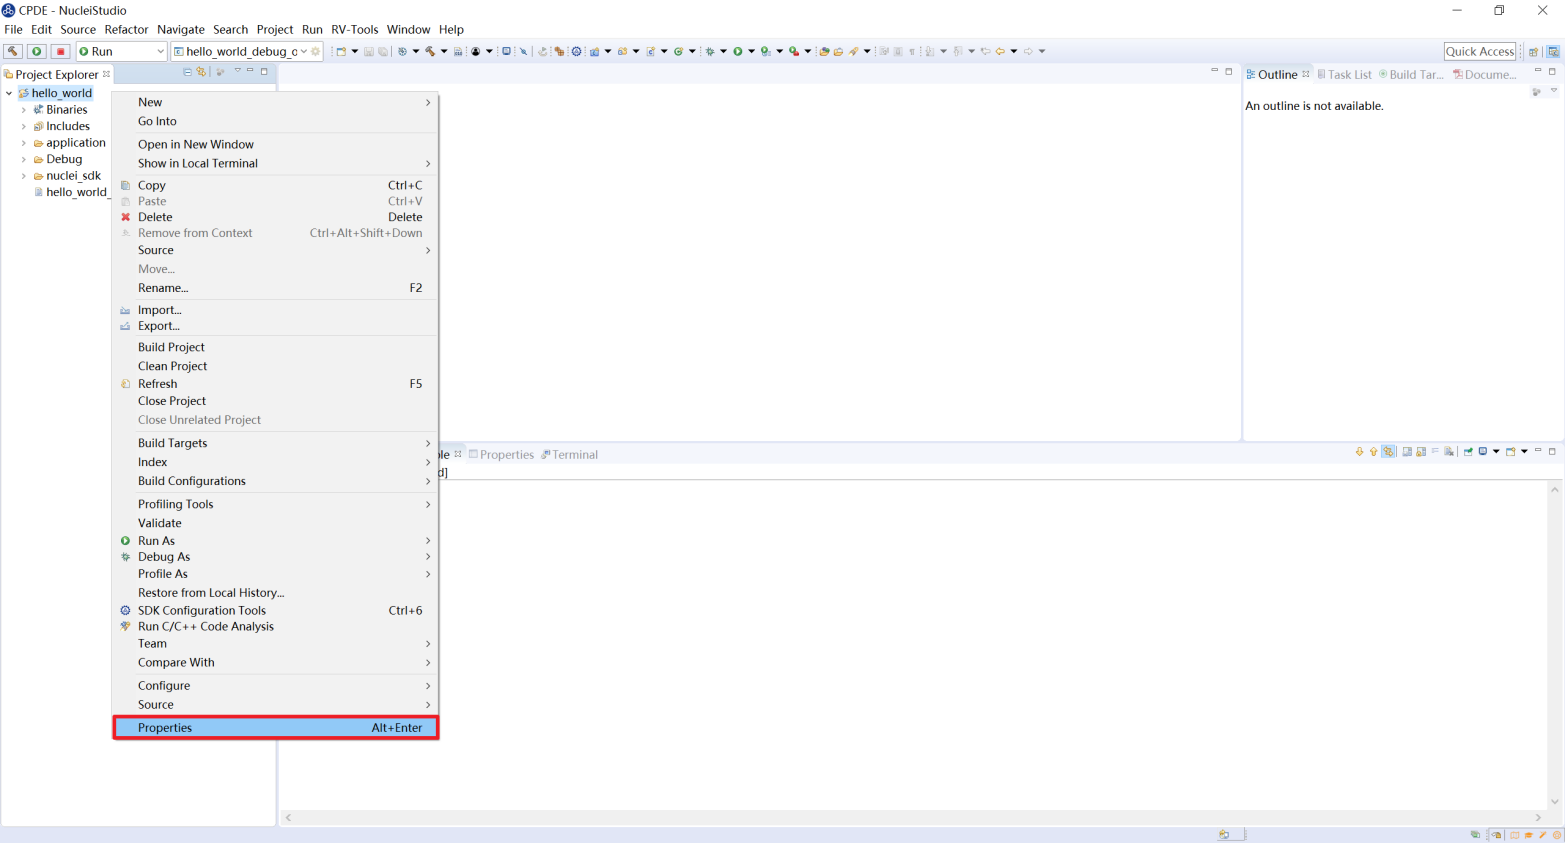 CPDE - NucleiStudio
File Edit Source Refactor Navigate Search Project Run RV-Tools Window Help
Run hello_world_debug_o Quick Access
Project Explorer
hello_world
Binaries
Includes
application
Debug
nuclei_sdk
hello_world_
New
Go Into
Open in New Window
Show in Local Terminal
Copy Ctrl+C
Paste Ctrl+V
Delete Delete
Remove from Context Ctrl+Alt+Shift+Down
Source
Move...
Rename... F2
Import...
Export...
Build Project
Clean Project
Refresh F5
Close Project
Close Unrelated Project
Build Targets
Index
Build Configurations
Profiling Tools
Validate
Run As
Debug As
Profile As
Restore from Local History...
SDK Configuration Tools Ctrl+6
Run C/C++ Code Analysis
Team
Compare With
Configure
Source
Properties Alt+Enter
Outline Task List Build Tar... Docume...
An outline is not available.
le Properties Terminal
d]